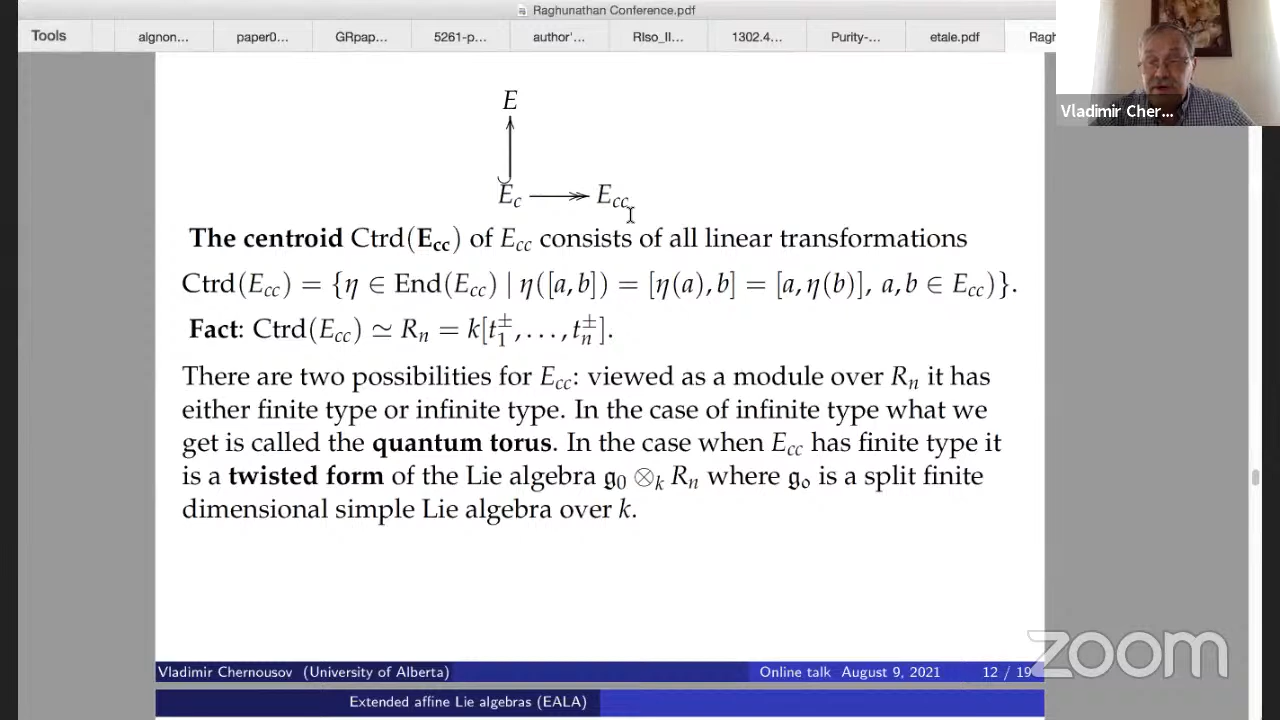 Raghunathan Conference.pdf
Tools algnon... paper0... GRpap... 5261-p... author'... RIso_II... 1302.4... Purity-... etale.pdf Ragh
Vladimir Cher...
E
E_c ↠ E_cc
The centroid Ctrd(E_cc) of E_cc consists of all linear transformations
Ctrd(E_cc) = {η ∈ End(E_cc) | η([a, b]) = [η(a), b] = [a, η(b)], a, b ∈ E_cc)}.
Fact: Ctrd(E_cc) ≃ R_n = k[t_1^±, . . . , t_n^±].
There are two possibilities for E_cc: viewed as a module over R_n it has
either finite type or infinite type. In the case of infinite type what we
get is called the quantum torus. In the case when E_cc has finite type it
is a twisted form of the Lie algebra 𝔤_0 ⊗_k R_n where 𝔤_o is a split finite
dimensional simple Lie algebra over k.
zoom
Vladimir Chernousov (University of Alberta) Online talk August 9, 2021 12 / 19
Extended affine Lie algebras (EALA)